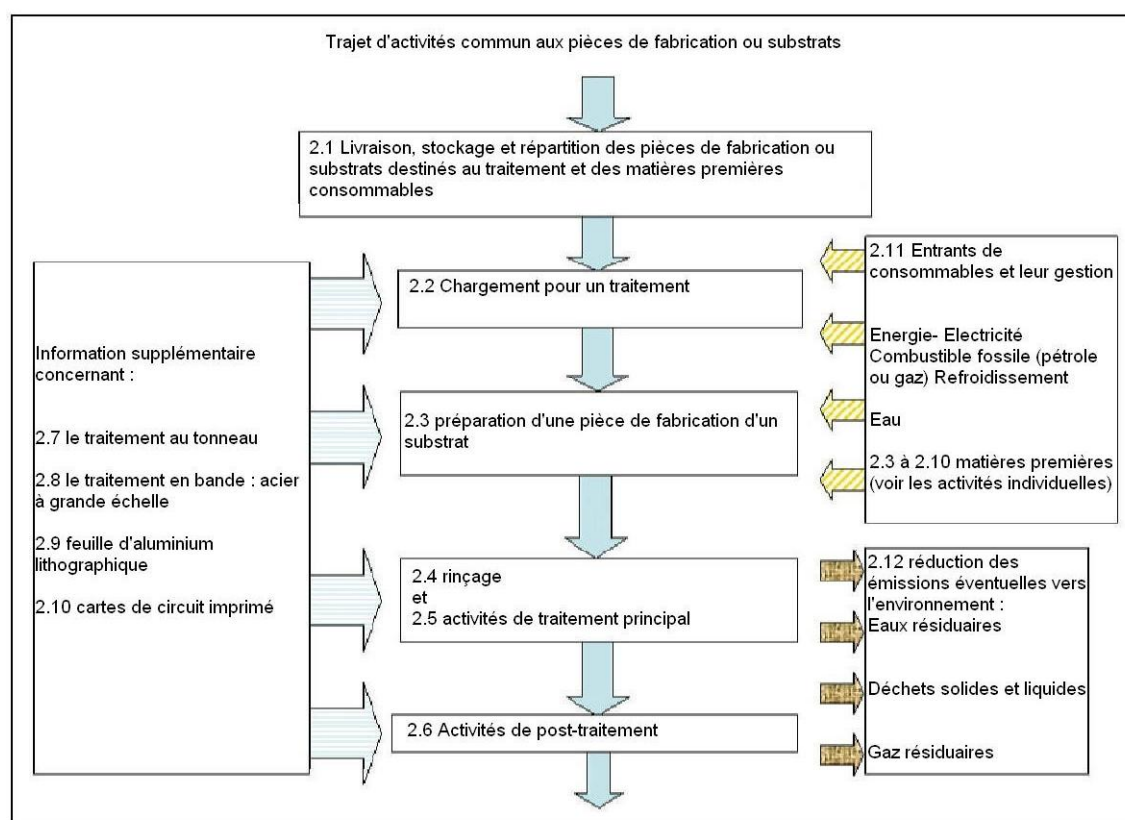 Trajet d'activités commun aux pièces de fabrication ou substrats
2.1 Livraison, stockage et répartition des pièces de fabrication ou
substrats destinés au traitement et des matières premières
consommables
2.2 Chargement pour un traitement
2.3 préparation d'une pièce de fabrication d'un
substrat
2.4 rinçage
et
2.5 activités de traitement principal
2.6 Activités de post-traitement
Information supplémentaire
concernant :
2.7 le traitement au tonneau
2.8 le traitement en bande : acier
à grande échelle
2.9 feuille d'aluminium
lithographique
2.10 cartes de circuit imprimé
2.11 Entrants de
consommables et leur gestion
Energie- Electricité
Combustible fossile (pétrole
ou gaz) Refroidissement
Eau
2.3 à 2.10 matières premières
(voir les activités individuelles)
2.12 réduction des
émissions éventuelles vers
l'environnement :
Eaux résiduaires
Déchets solides et liquides
Gaz résiduaires